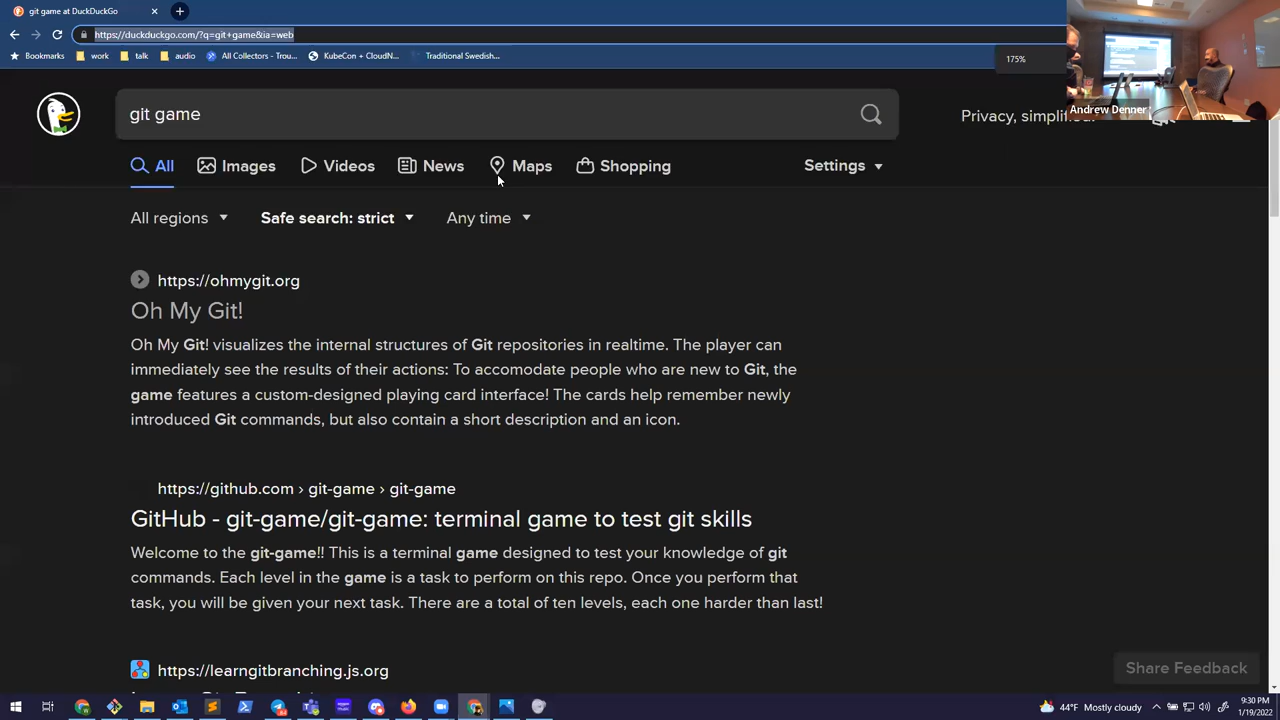 git game at DuckDuckGo
https://duckduckgo.com/?q=git+game&ia=web
Bookmarks work talk audio All Collectors - Trou... KubeCon + CloudN... Traditional Swedish...
175%
Andrew Denner
git game
Privacy, simplified.
All Images Videos News Maps Shopping Settings
All regions Safe search: strict Any time
https://ohmygit.org
Oh My Git!
Oh My Git! visualizes the internal structures of Git repositories in realtime. The player can
immediately see the results of their actions: To accomodate people who are new to Git, the
game features a custom-designed playing card interface! The cards help remember newly
introduced Git commands, but also contain a short description and an icon.
https://github.com › git-game › git-game
GitHub - git-game/git-game: terminal game to test git skills
Welcome to the git-game!! This is a terminal game designed to test your knowledge of git
commands. Each level in the game is a task to perform on this repo. Once you perform that
task, you will be given your next task. There are a total of ten levels, each one harder than last!
https://learngitbranching.js.org
Share Feedback
44°F Mostly cloudy
9:30 PM
1/19/2022